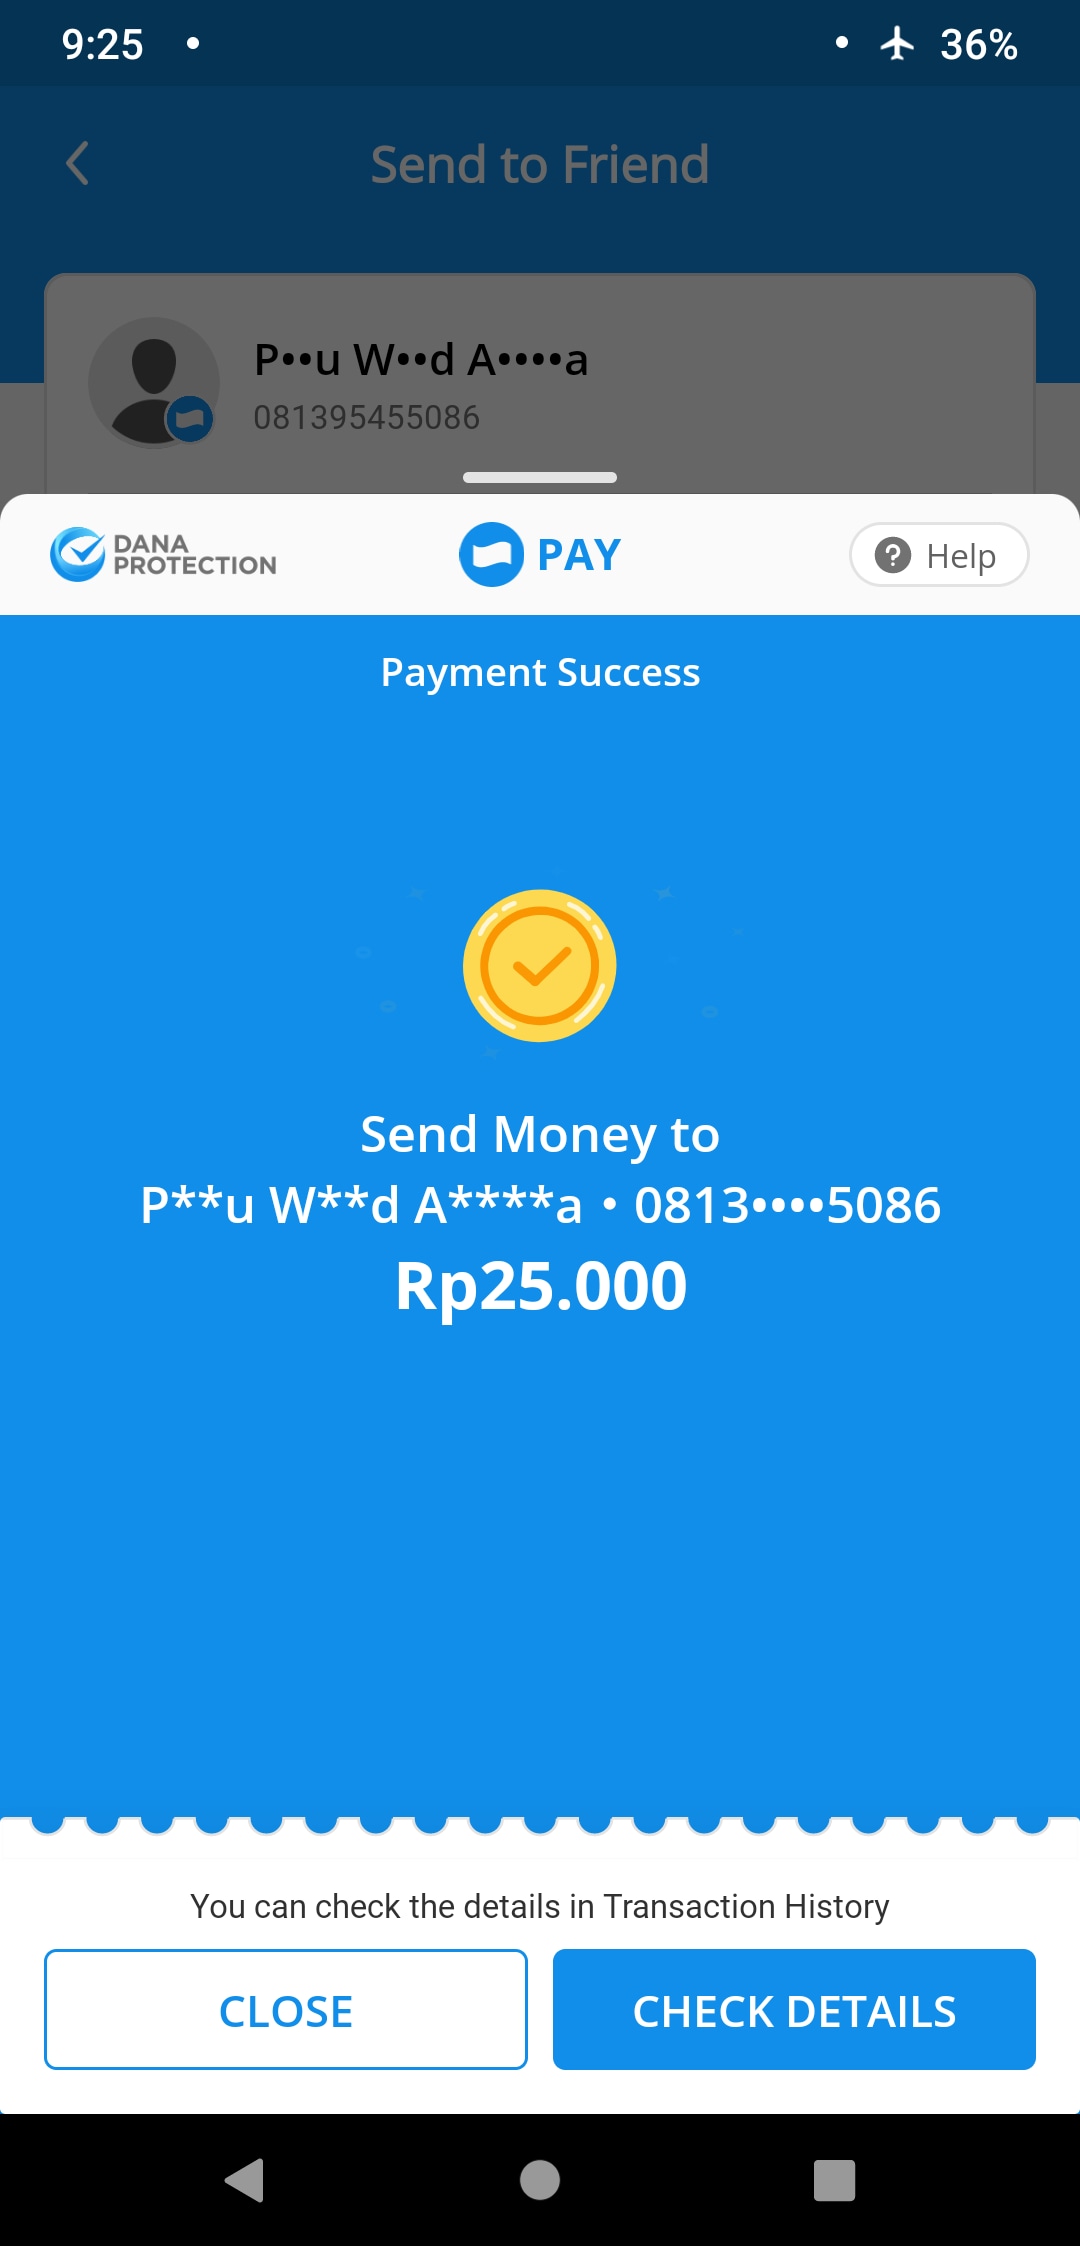 9:25
36%
Send to Friend
P••u W••d A••••a
081395455086
DANA
PROTECTION
PAY
Help
Payment Success
Send Money to
P**u W**d A****a • 0813••••5086
Rp25.000
You can check the details in Transaction History
CLOSE
CHECK DETAILS